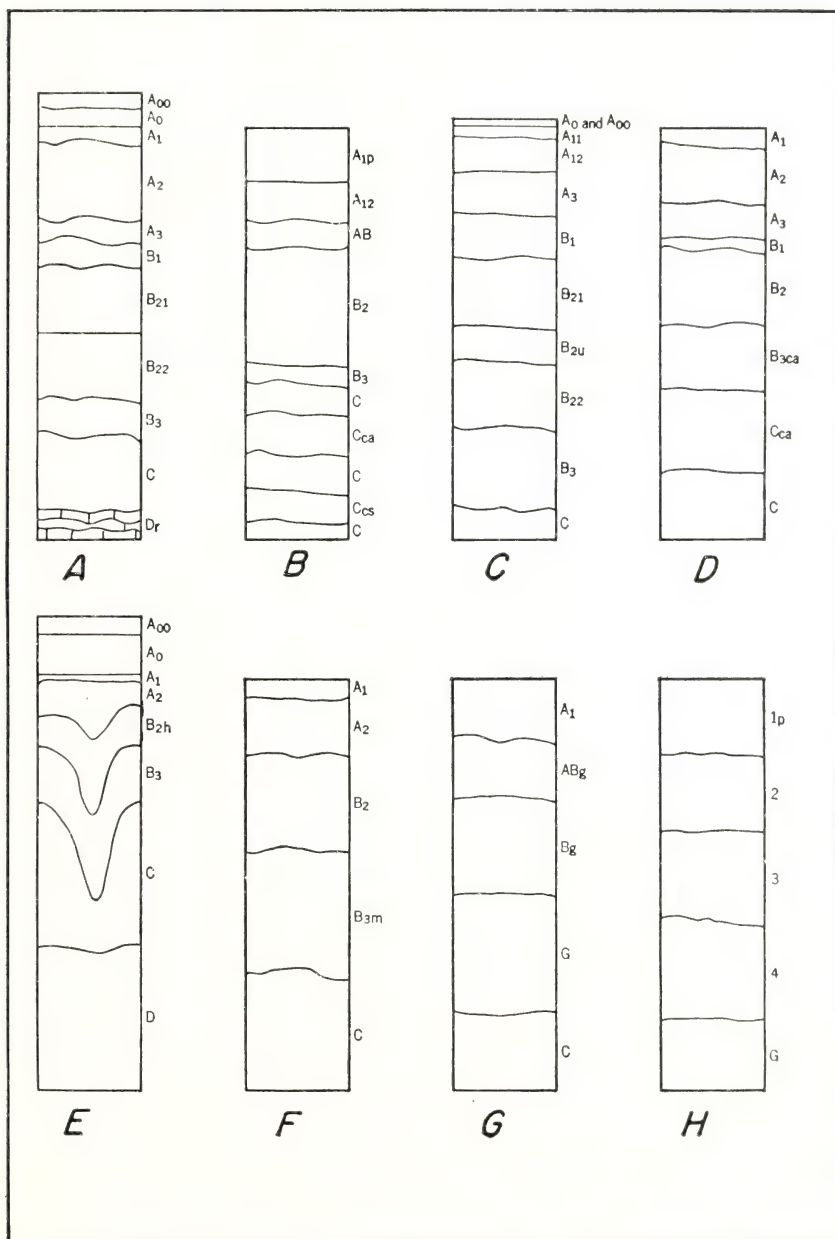 A00
A0
A1
A2
A3
B1
B21
B22
B3
C
Dr
A
A1p
A12
AB
B2
B3
C
Cca
C
Ccs
C
B
A0 and A00
A11
A12
A3
B1
B21
B2u
B22
B3
C
C
A1
A2
A3
B1
B2
B3ca
Cca
C
D
A00
A0
A1
A2
B2h
B3
C
D
E
A1
A2
B2
B3m
C
F
A1
ABg
Bg
G
C
G
1p
2
3
4
G
H